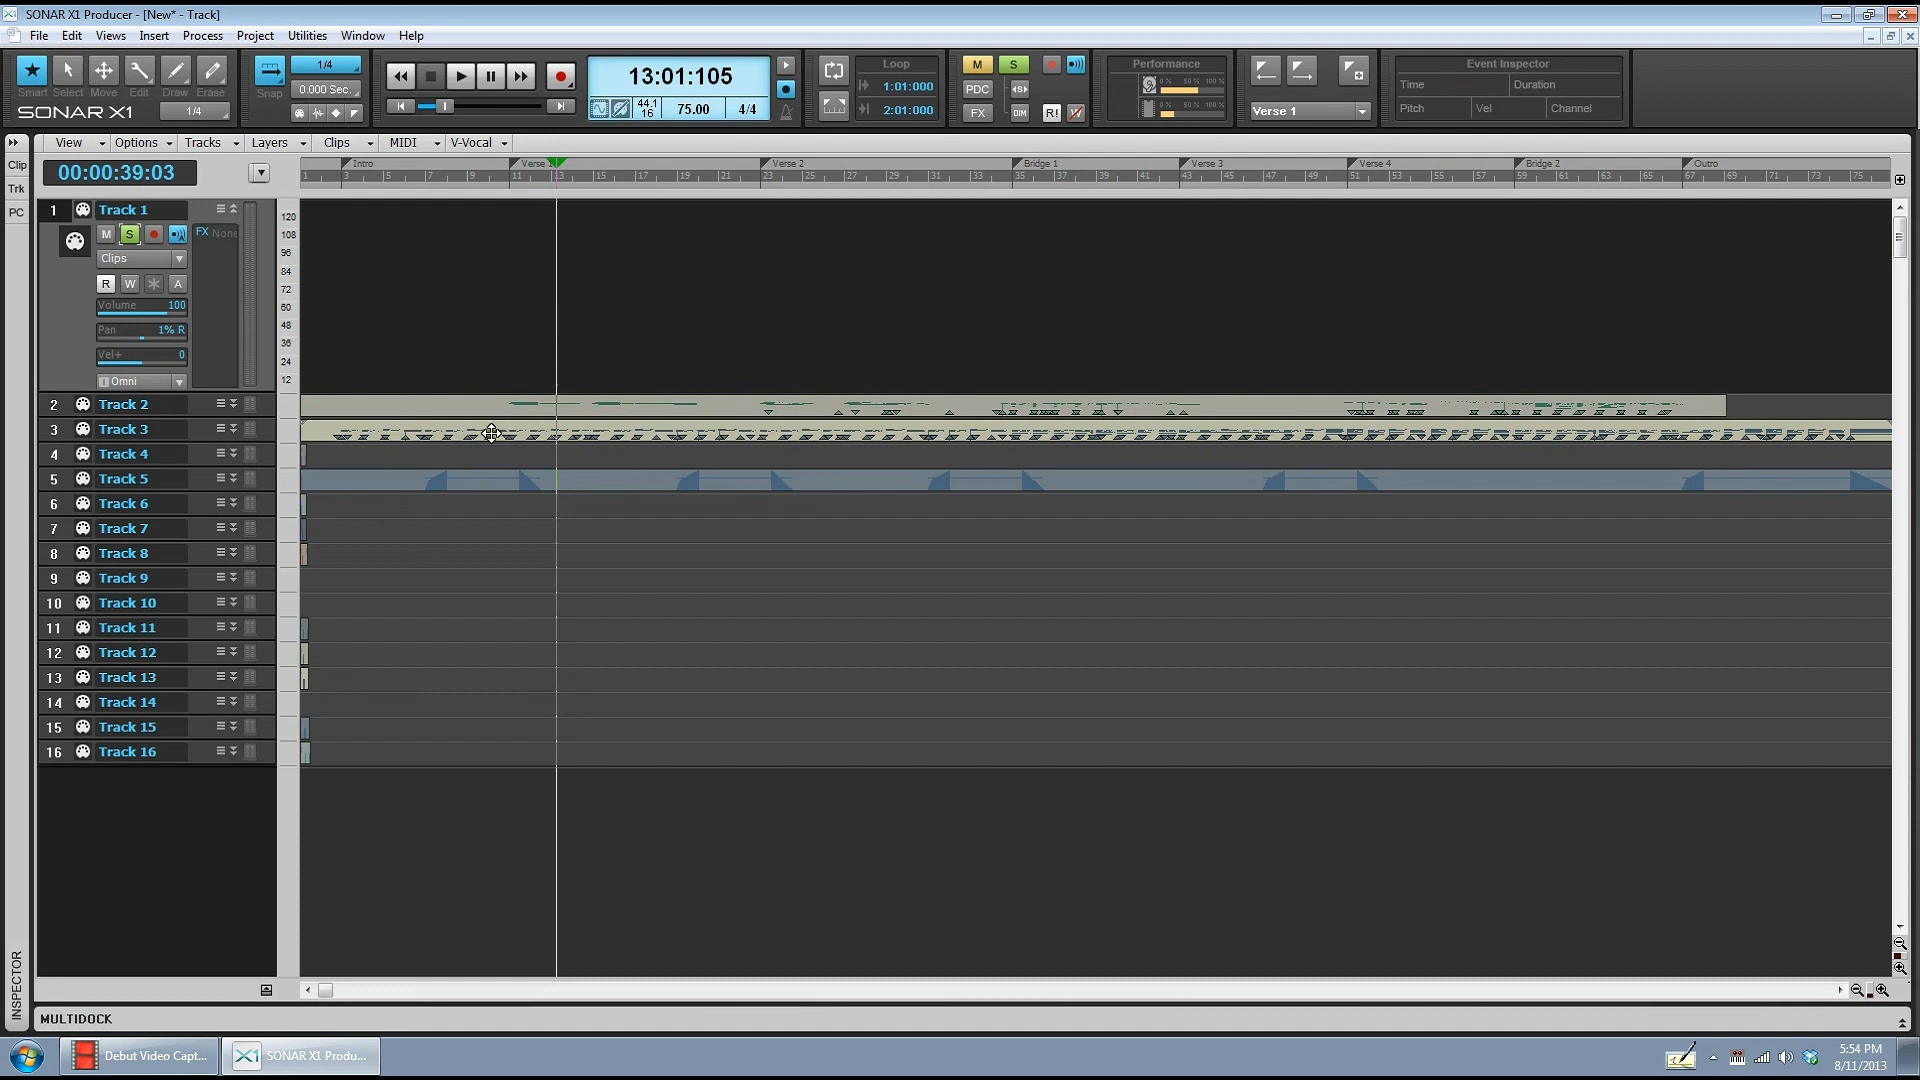 SONAR X1 Producer - [New* - Track]
File Edit Views Insert Process Project Utilities Window Help
Smart Select Move Edit Draw Erase
SONAR X1 1/4
Snap 1/4
0.000 Sec.
13:01:105
44.1
16
75.00 4/4
Loop
1:01:000
2:01:000
M S
PDC
FX DIM R!
Performance
0 % 50 % 100 %
0 % 50 % 100 %
Verse 1
Event Inspector
Time Duration
Pitch Vel Channel
View Options Tracks Layers Clips MIDI V-Vocal
Clip
Trk
PC
00:00:39:03
Intro Verse Verse 2 Bridge 1 Verse 3 Verse 4 Bridge 2 Outro
1 3 5 7 9 11 13 15 17 19 21 23 25 27 29 31 33 35 37 39 41 43 45 47 49 51 53 55 57 59 61 63 65 67 69 71 73 75
1 Track 1
M S A FX None
Clips
R W A
Volume 100
Pan 1% R
Vel+ 0
Omni
120
108
96
84
72
60
48
36
24
12
2 Track 2
3 Track 3
4 Track 4
5 Track 5
6 Track 6
7 Track 7
8 Track 8
9 Track 9
10 Track 10
11 Track 11
12 Track 12
13 Track 13
14 Track 14
15 Track 15
16 Track 16
INSPECTOR
MULTIDOCK
Debut Video Capt... SONAR X1 Produ...
5:54 PM
8/11/2013